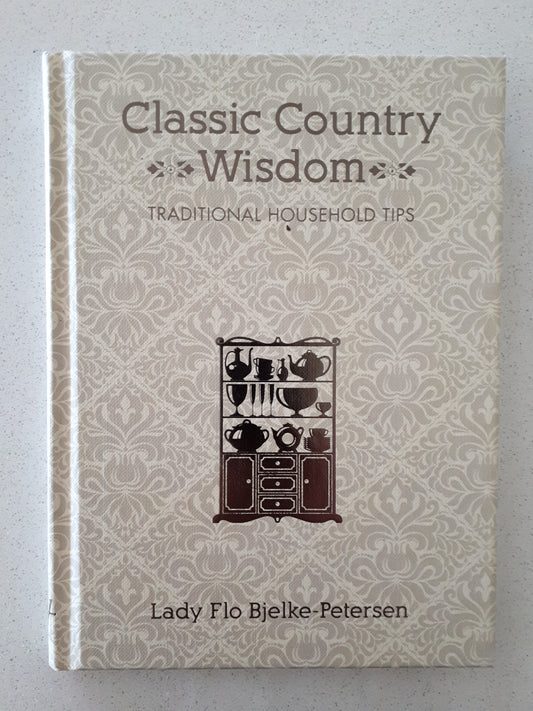 Classic Country
Wisdom
TRADITIONAL HOUSEHOLD TIPS
Lady Flo Bjelke-Petersen